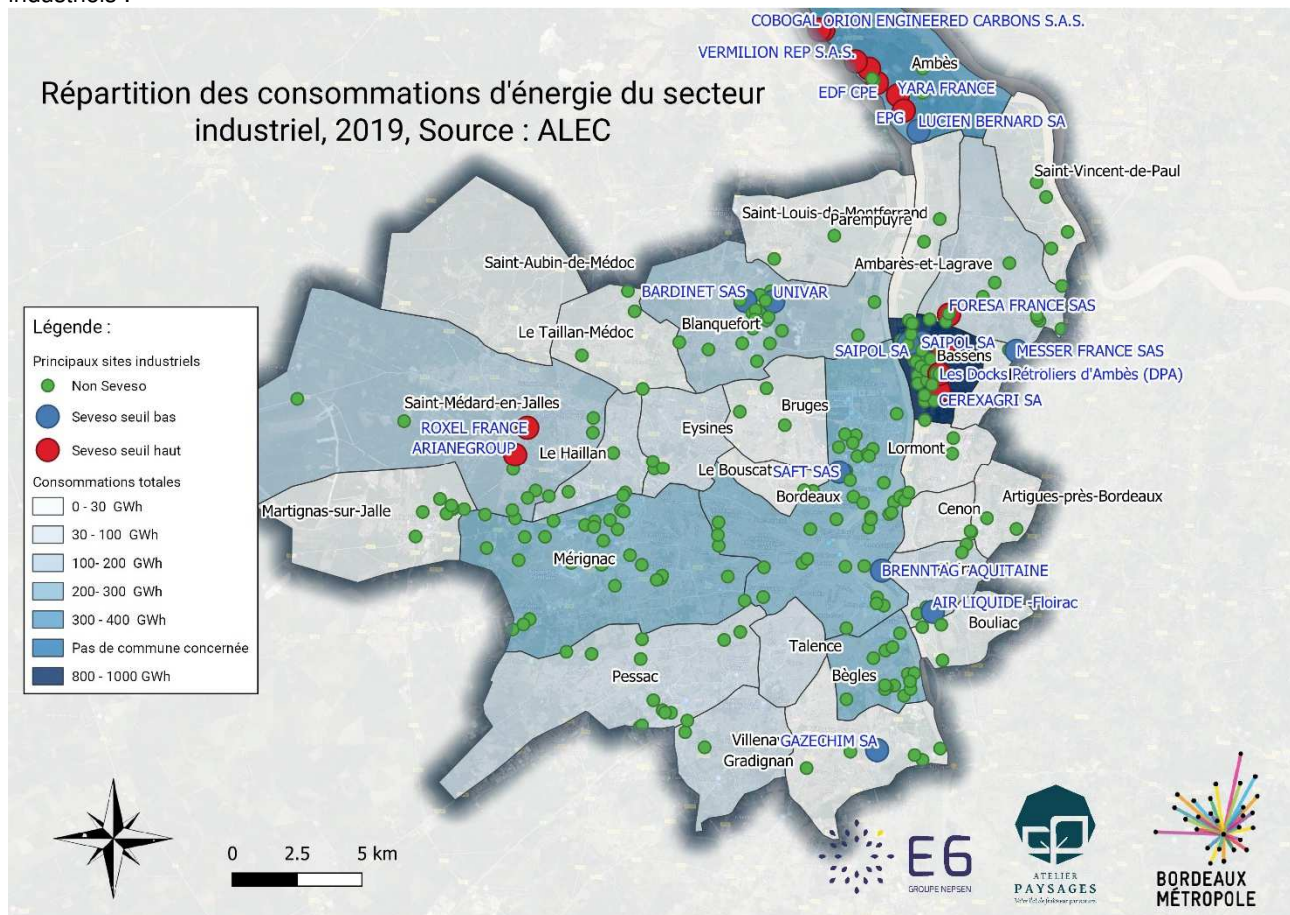 industriels :
COBOGAL ORION ENGINEERED CARBONS S.A.S.
VERMILION REP S.A.S.
Ambès
EDF CPE
YARA FRANCE
EPG
LUCIEN BERNARD SA
Répartition des consommations d'énergie du secteur
industriel, 2019, Source : ALEC
Saint-Vincent-de-Paul
Saint-Louis-de-Montferrand
Parempuyre
Saint-Aubin-de-Médoc
Ambarès-et-Lagrave
BARDINET SAS
UNIVAR
FORESA FRANCE SAS
Blanquefort
Le Taillan-Médoc
SAIPOL SA
SAIPOL SA
MESSER FRANCE SAS
Bassens
Les Docks Pétroliers d'Ambès (DPA)
CEREXAGRI SA
Saint-Médard-en-Jalles
ROXEL FRANCE
ARIANEGROUP
Le Haillan
Eysines
Bruges
Lormont
Le Bouscat
SAFT-SAS
Bordeaux
Artigues-près-Bordeaux
Cenon
Martignas-sur-Jalle
Mérignac
BRENNTAG AQUITAINE
AIR LIQUIDE -Floirac
Bouliac
Talence
Pessac
Bègles
GAZECHIM SA
Gradignan
Légende :
Principaux sites industriels
Non Seveso
Seveso seuil bas
Seveso seuil haut
Consommations totales
0 - 30 GWh
30 - 100 GWh
100- 200 GWh
200- 300 GWh
300 - 400 GWh
Pas de commune concernée
800 - 1000 GWh
0 2.5 5 km
E6
GROUPE NEPSEN
ATELIER
PAYSAGES
BORDEAUX
MÉTROPOLE